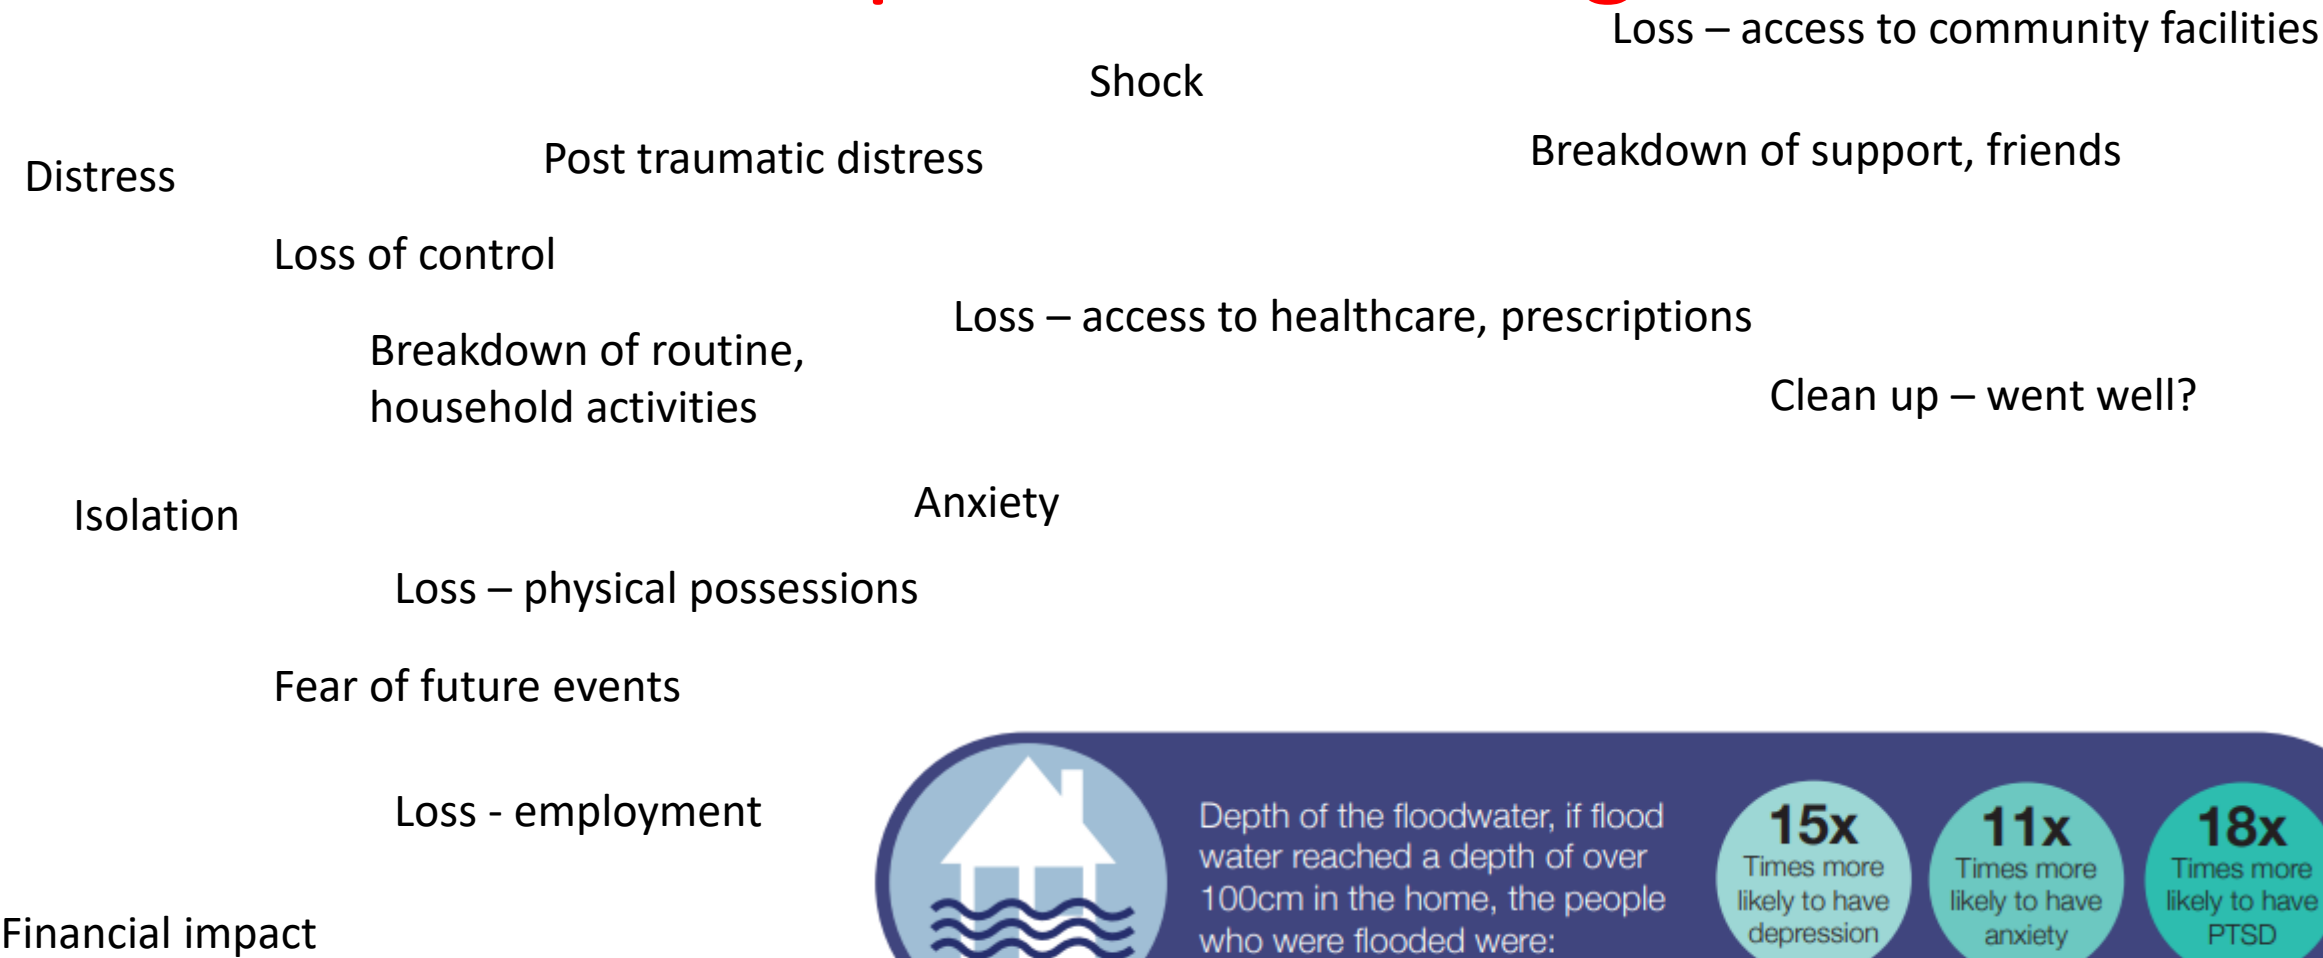 Loss – access to community facilities
Shock
Breakdown of support, friends
Post traumatic distress
Distress
Loss of control
Loss – access to healthcare, prescriptions
Breakdown of routine,
household activities
Clean up – went well?
Anxiety
Isolation
Loss – physical possessions
Fear of future events
Loss - employment
Financial impact
Depth of the floodwater, if flood
water reached a depth of over
100cm in the home, the people
who were flooded were:
15x
Times more
likely to have
depression
11x
Times more
likely to have
anxiety
18x
Times more
likely to have
PTSD